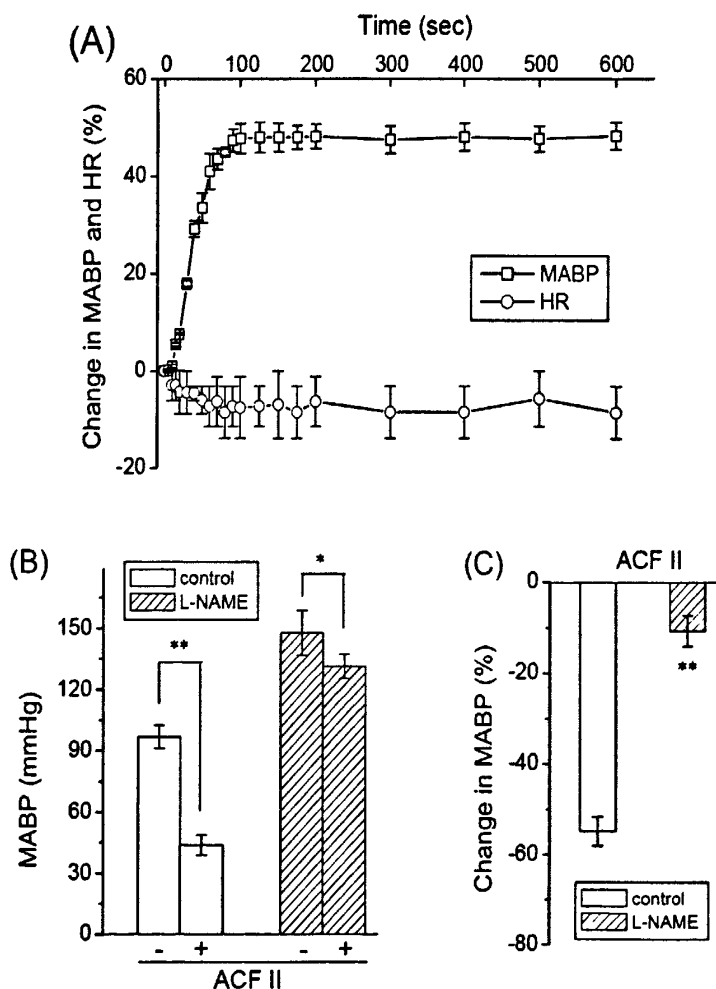 (A)
Time (sec)
0 100 200 300 400 500 600
60
40
20
0
-20
Change in MABP and HR (%)
MABP
HR
(B)
control
L-NAME
**
*
150
120
90
60
30
0
MABP (mmHg)
- + - +
ACF II
(C)
ACF II
0
-20
-40
-60
-80
Change in MABP (%)
**
control
L-NAME